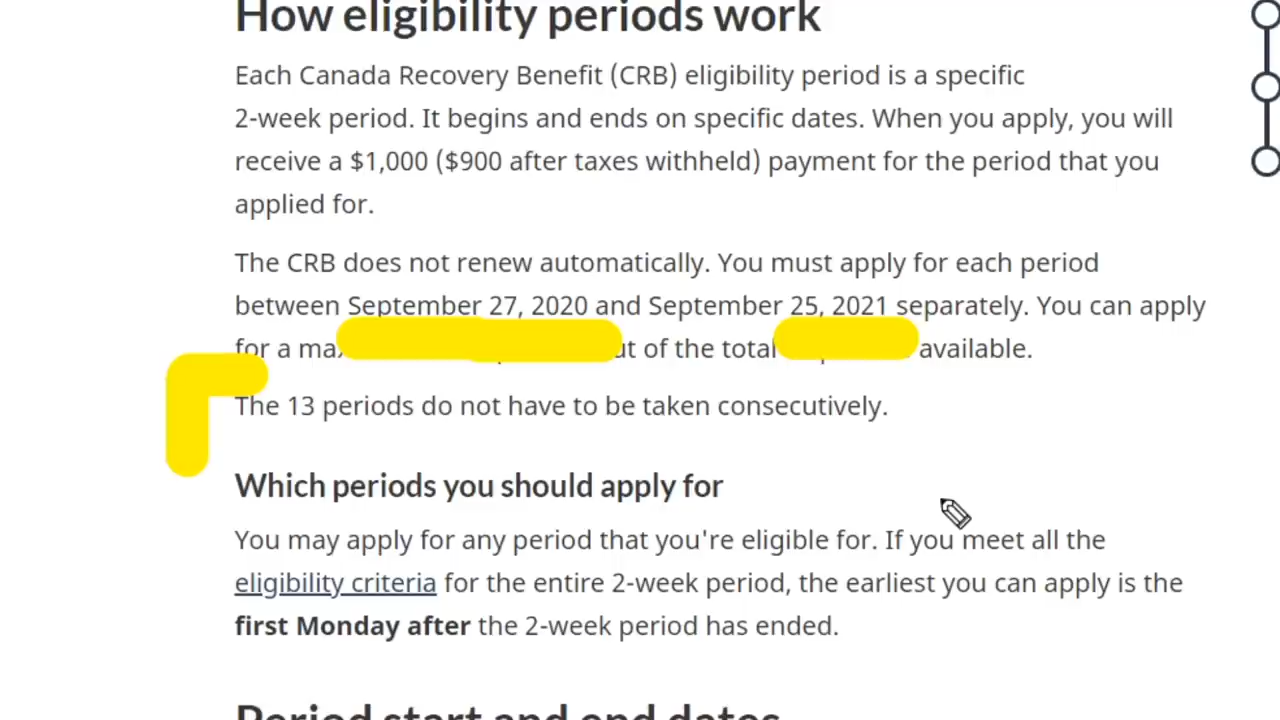 How eligibility periods work
Each Canada Recovery Benefit (CRB) eligibility period is a specific
2-week period. It begins and ends on specific dates. When you apply, you will
receive a $1,000 ($900 after taxes withheld) payment for the period that you
applied for.
The CRB does not renew automatically. You must apply for each period
between September 27, 2020 and September 25, 2021 separately. You can apply
for a of the total available.
The 13 periods do not have to be taken consecutively.
Which periods you should apply for
You may apply for any period that you're eligible for. If you meet all the
eligibility criteria for the entire 2-week period, the earliest you can apply is the
first Monday after the 2-week period has ended.
Period start and end dates